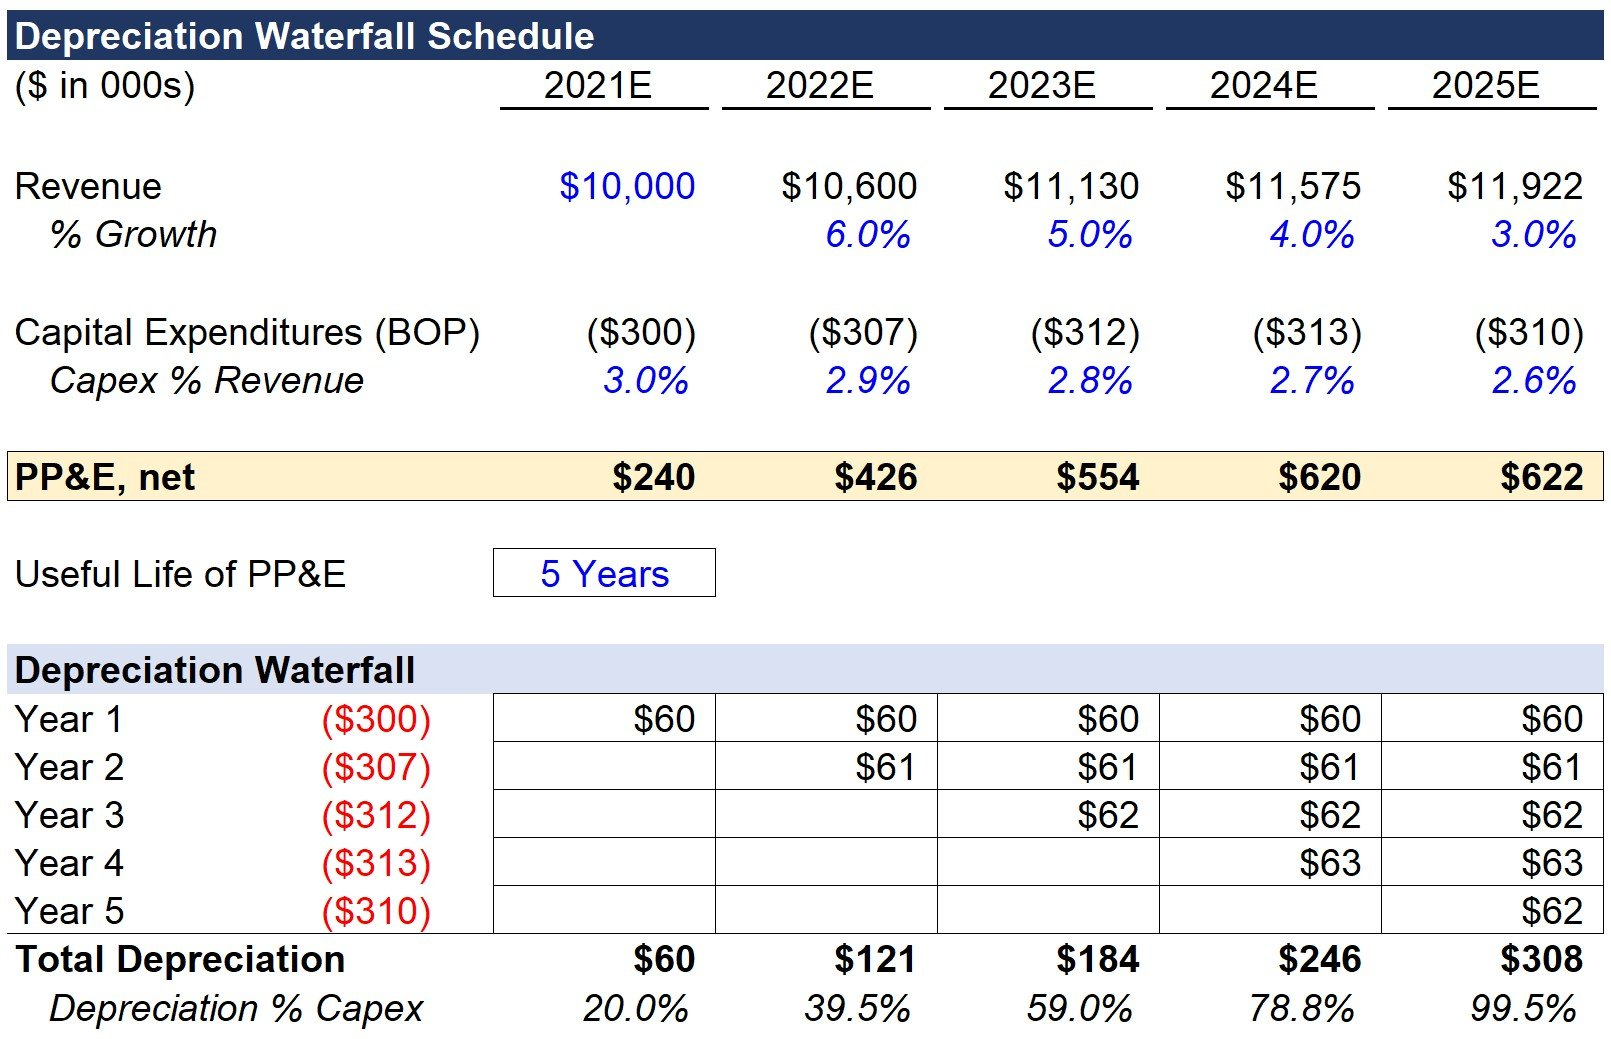 Depreciation Waterfall Schedule
($ in 000s) 2021E 2022E 2023E 2024E 2025E
Revenue $10,000 $10,600 $11,130 $11,575 $11,922
% Growth 6.0% 5.0% 4.0% 3.0%
Capital Expenditures (BOP) ($300) ($307) ($312) ($313) ($310)
Capex % Revenue 3.0% 2.9% 2.8% 2.7% 2.6%
PP&E, net $240 $426 $554 $620 $622
Useful Life of PP&E 5 Years
Depreciation Waterfall
Year 1 ($300) $60 $60 $60 $60 $60
Year 2 ($307) $61 $61 $61 $61
Year 3 ($312) $62 $62 $62
Year 4 ($313) $63 $63
Year 5 ($310) $62
Total Depreciation $60 $121 $184 $246 $308
Depreciation % Capex 20.0% 39.5% 59.0% 78.8% 99.5%